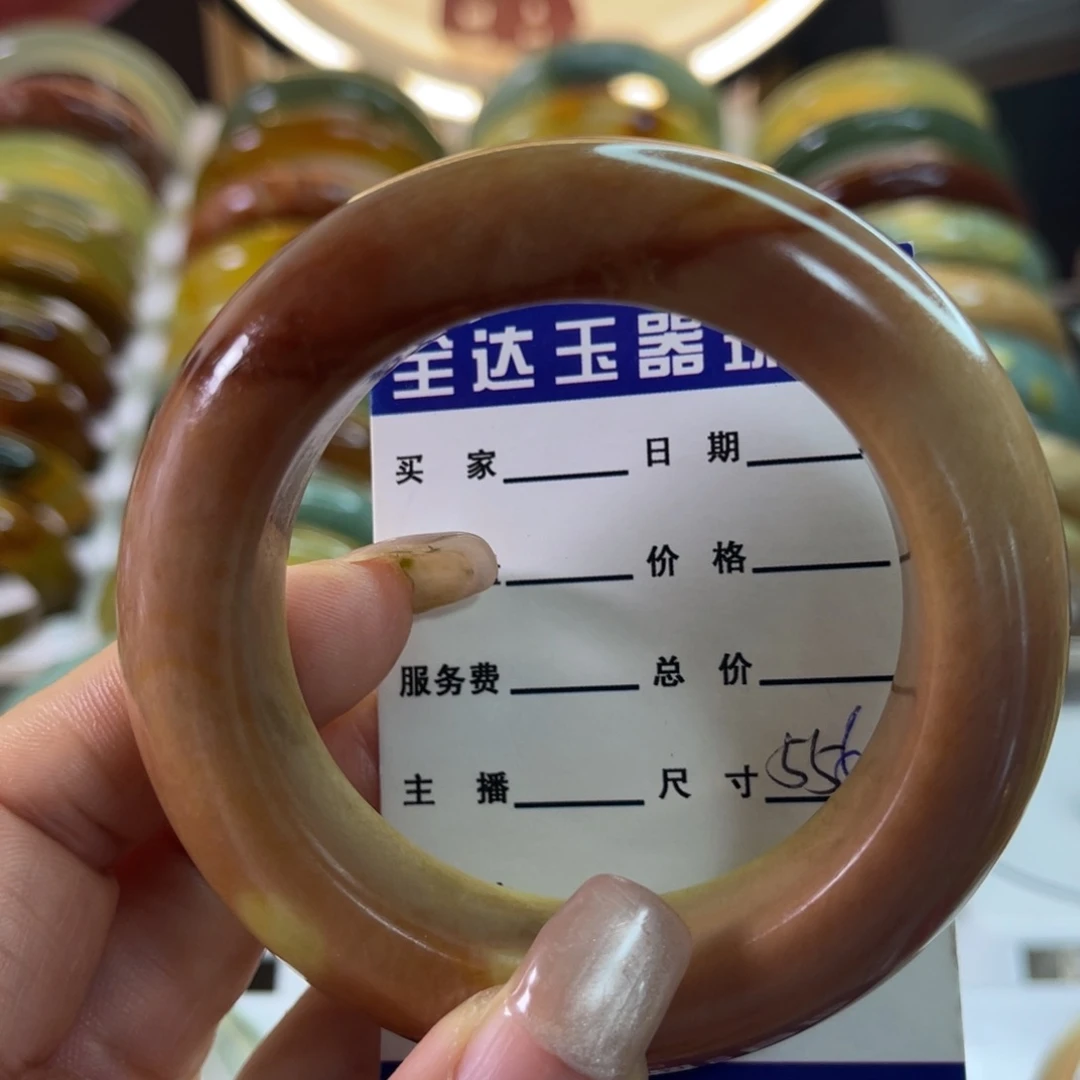 全达玉器
买 家 日 期
价 格
服务费 总 价
主 播 尺 寸 556